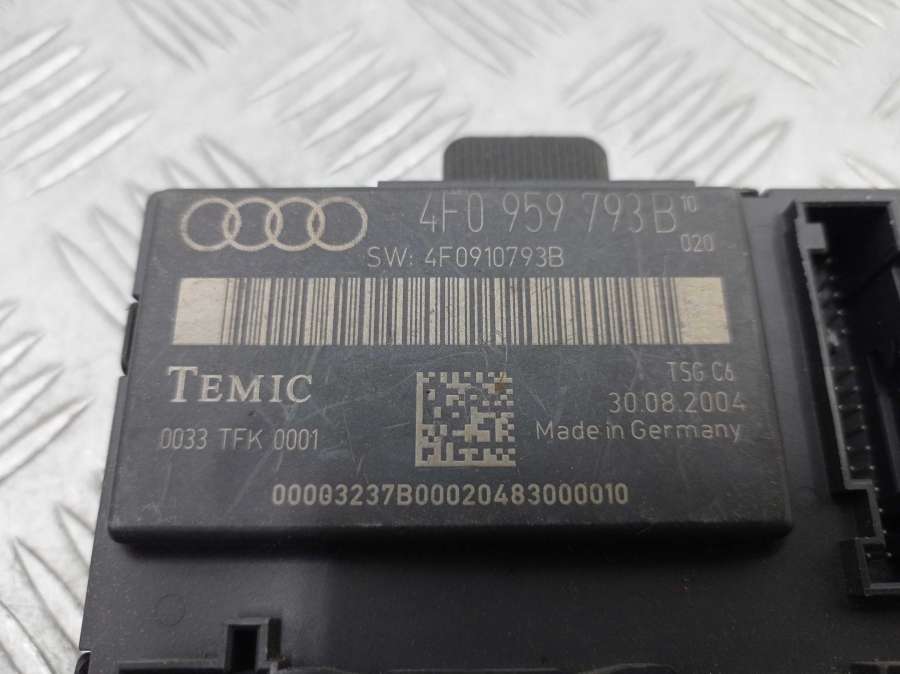 4F0 959 793B 10
020
SW: 4F0910793B
TEMIC
TSG C6
30.08.2004
0033 TFK 0001
Made in Germany
00003237B00020483000010